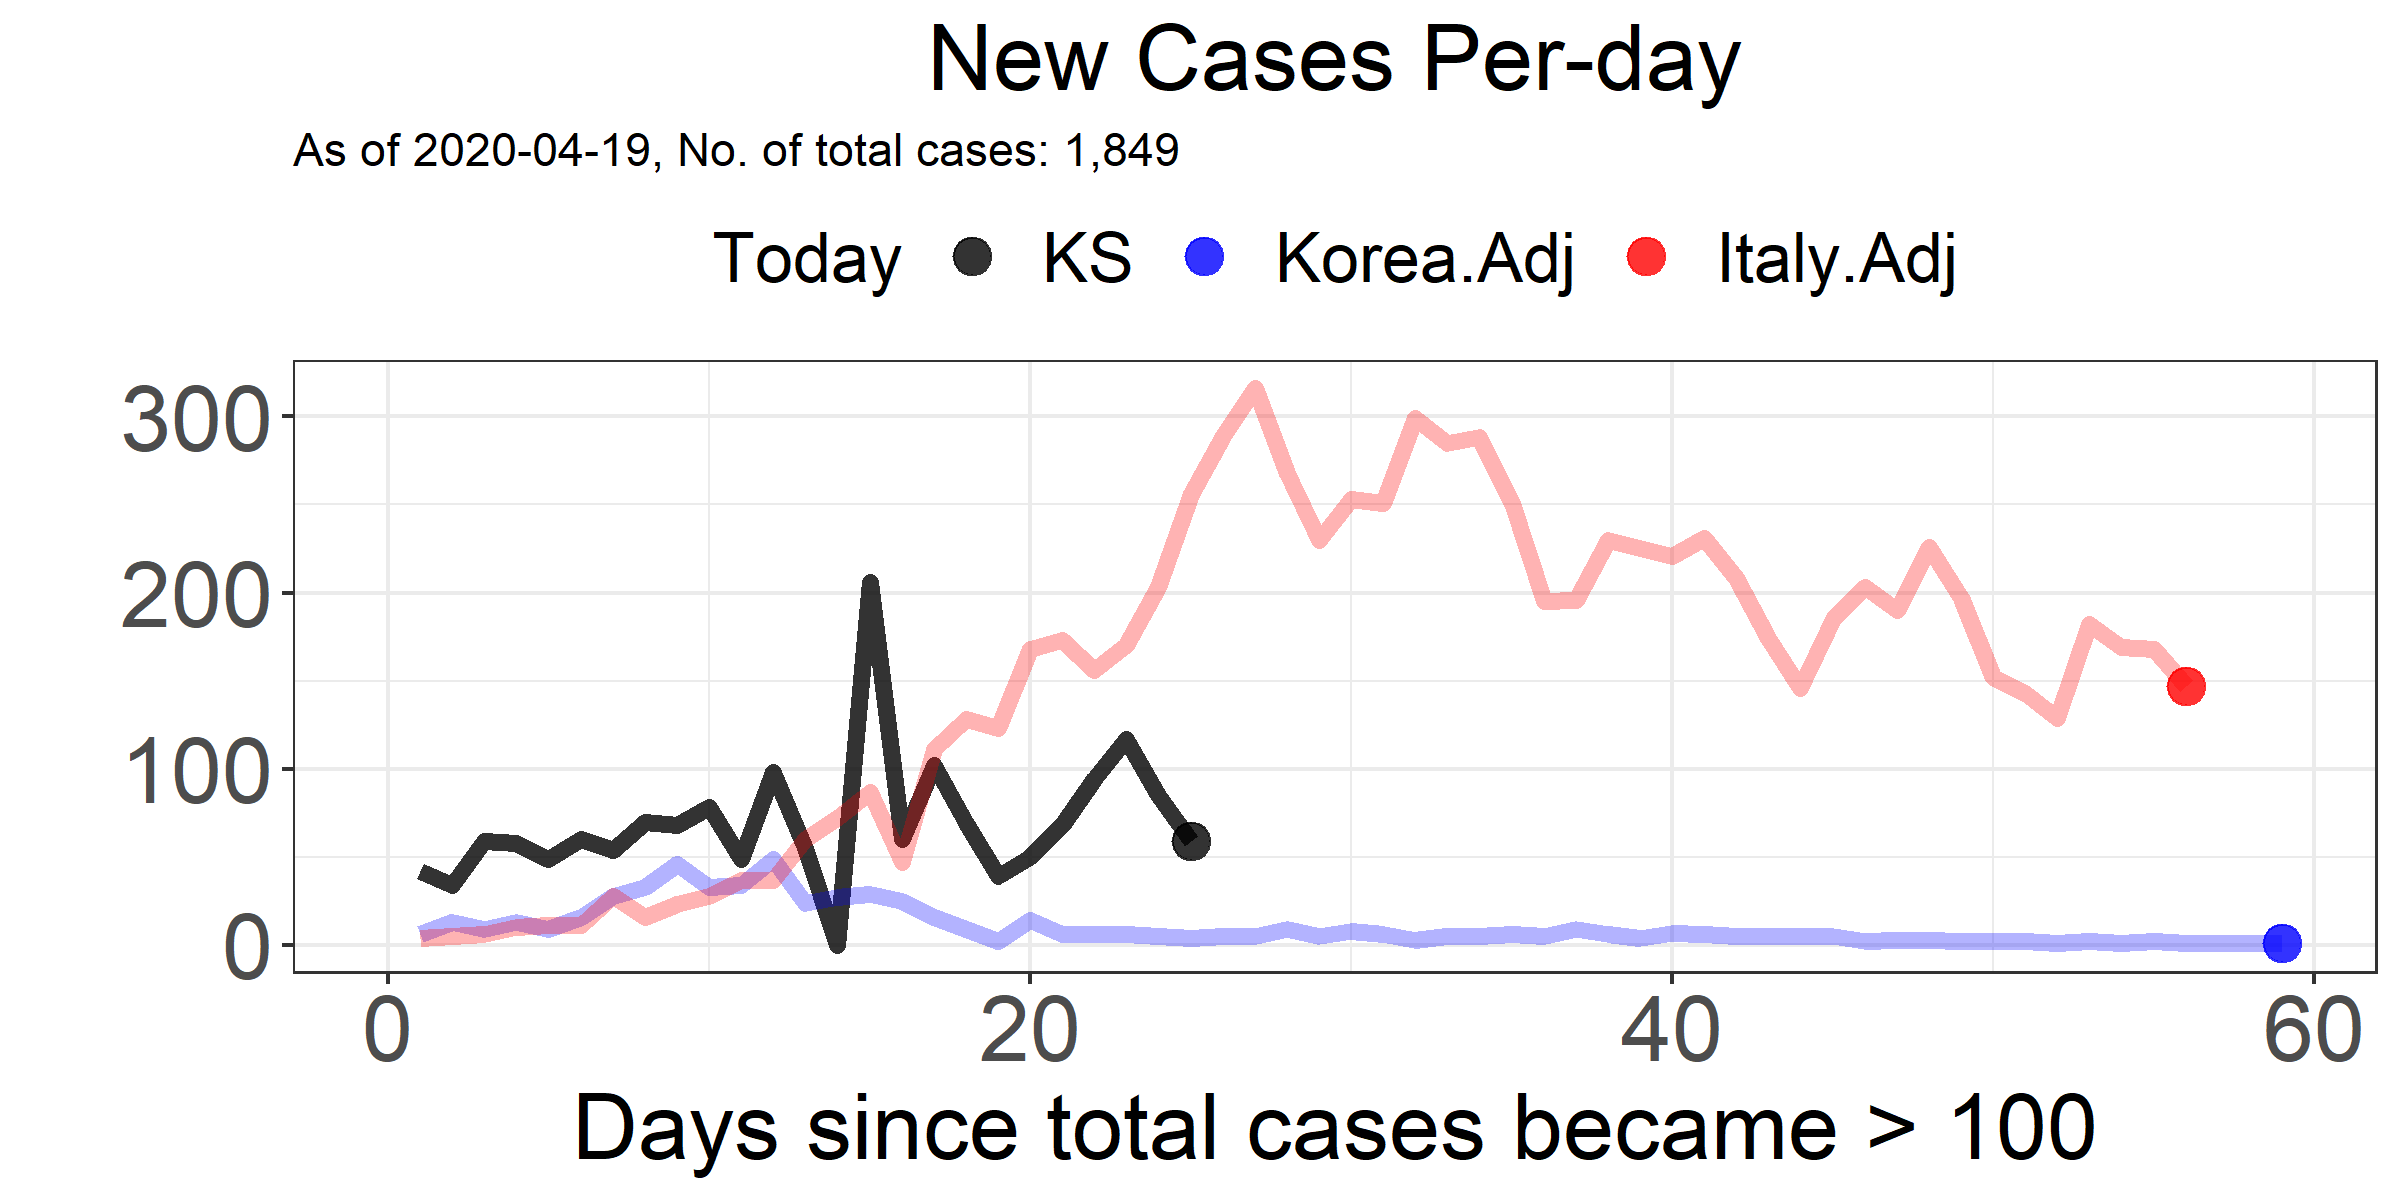 New Cases Per-day
As of 2020-04-19, No. of total cases: 1,849
Today KS Korea.Adj Italy.Adj
300
200
100
0
0 20 40 60
Days since total cases became > 100